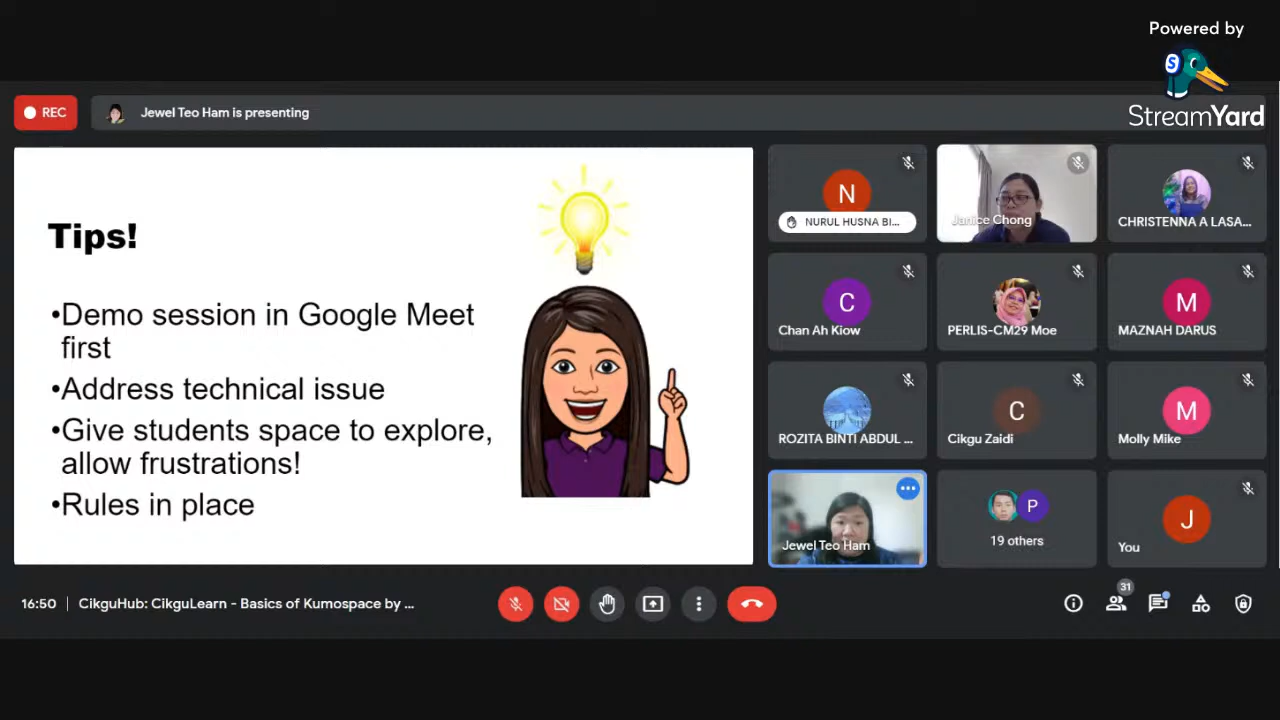 Powered by
S
StreamYard
REC
Jewel Teo Ham is presenting
Tips!
•Demo session in Google Meet
first
•Address technical issue
•Give students space to explore,
allow frustrations!
•Rules in place
N
NURUL HUSNA BI...
Janice Chong
CHRISTENNA A LASA...
C
Chan Ah Kiow
PERLIS-CM29 Moe
M
MAZNAH DARUS
ROZITA BINTI ABDUL ...
C
Cikgu Zaidi
M
Molly Mike
Jewel Teo Ham
P
19 others
J
You
16:50 | CikguHub: CikguLearn - Basics of Kumospace by ...
31